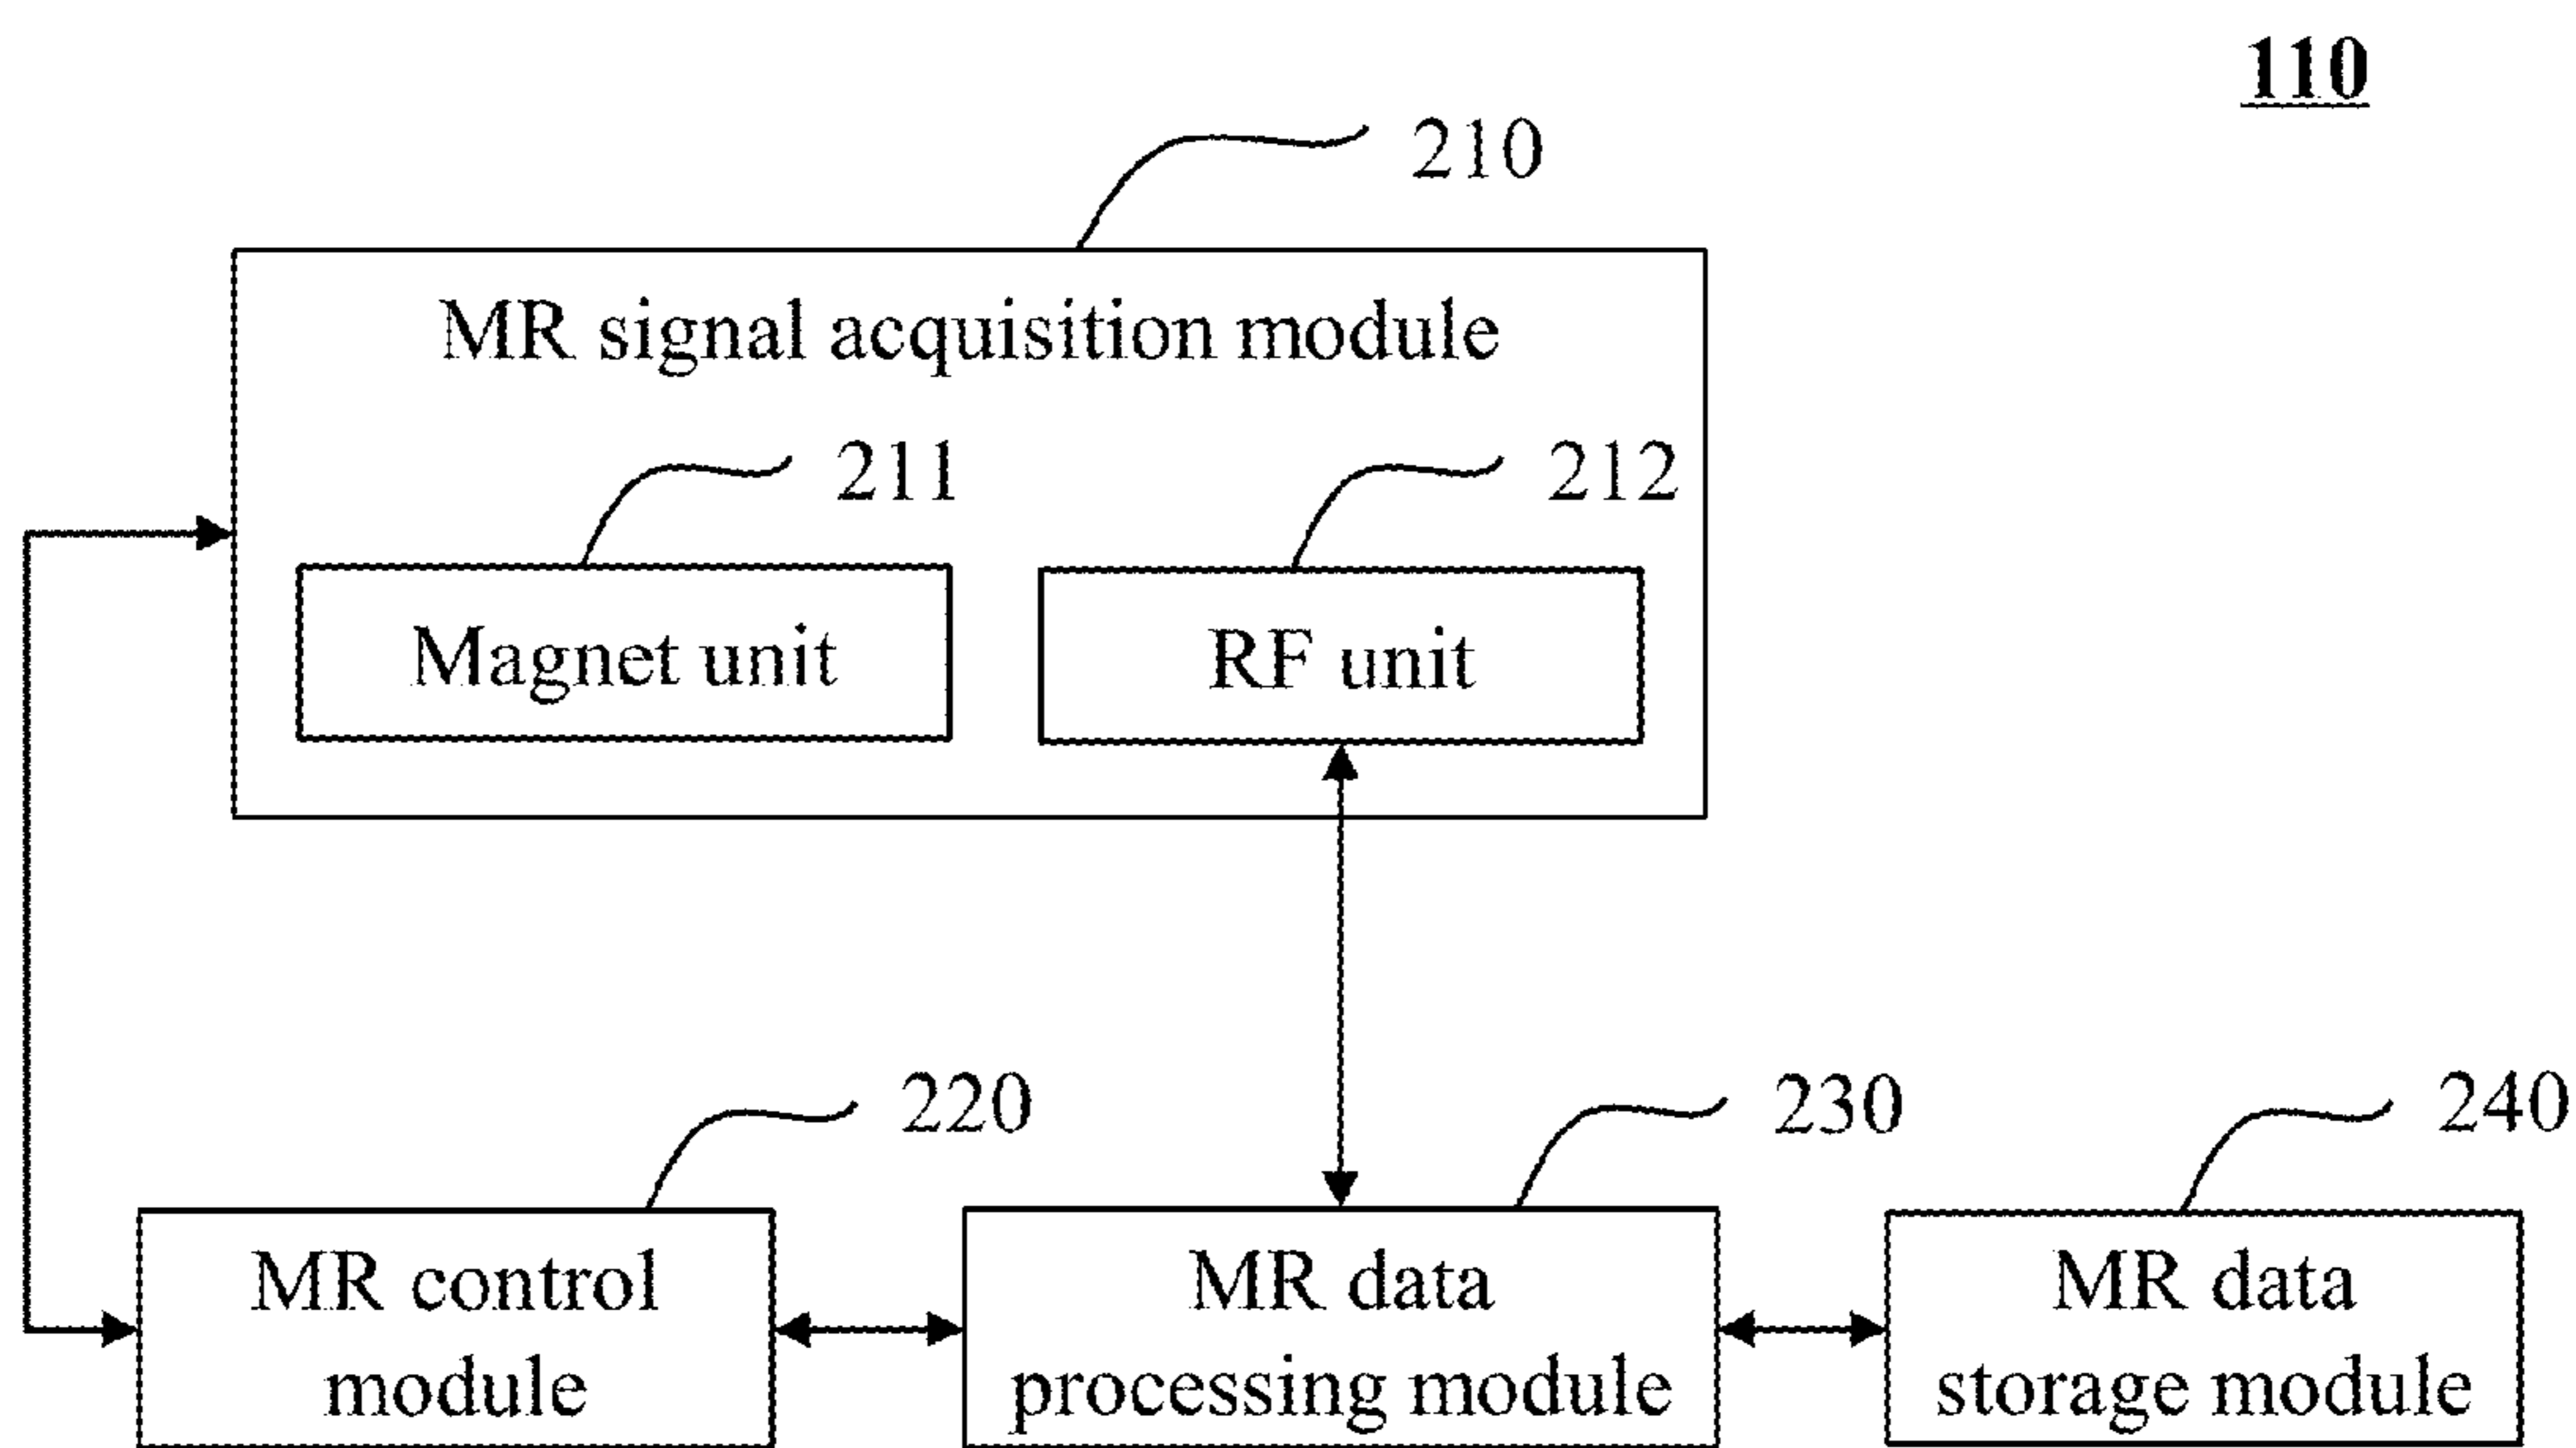 110
210
MR signal acquisition module
211
212
Magnet unit
RF unit
220
230
240
MR control
module
MR data
processing module
MR data
storage module